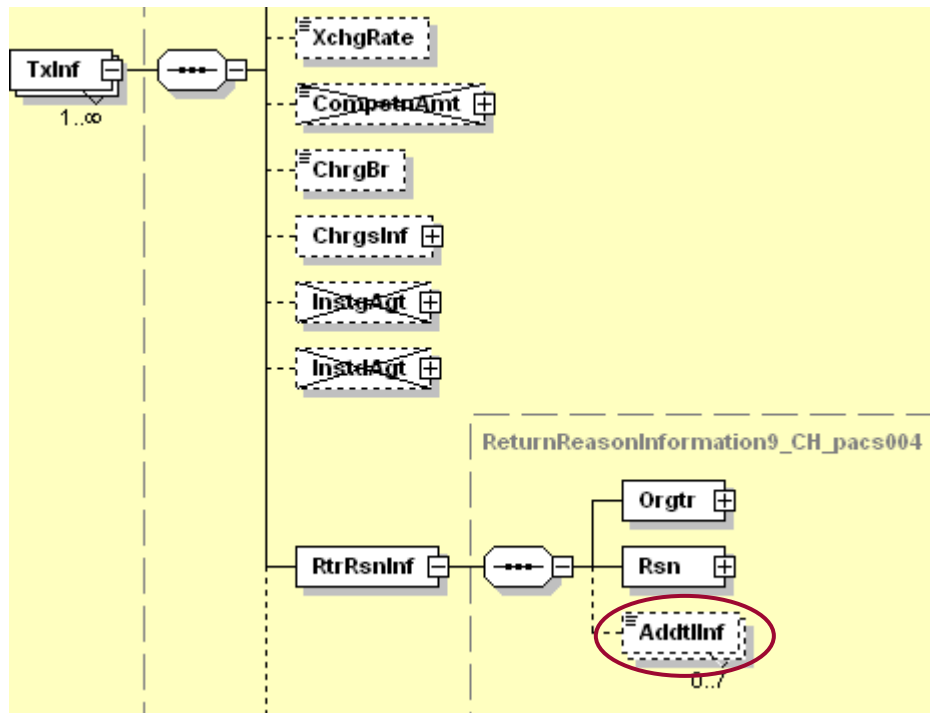 XchgRate
TxInf
CompstnAmt
1..∞
ChrgBr
ChrgsInf
InstgAgt
InstdAgt
ReturnReasonInformation9_CH_pacs004
Orgtr
RtrRsnInf
Rsn
AddtlInf
0..7